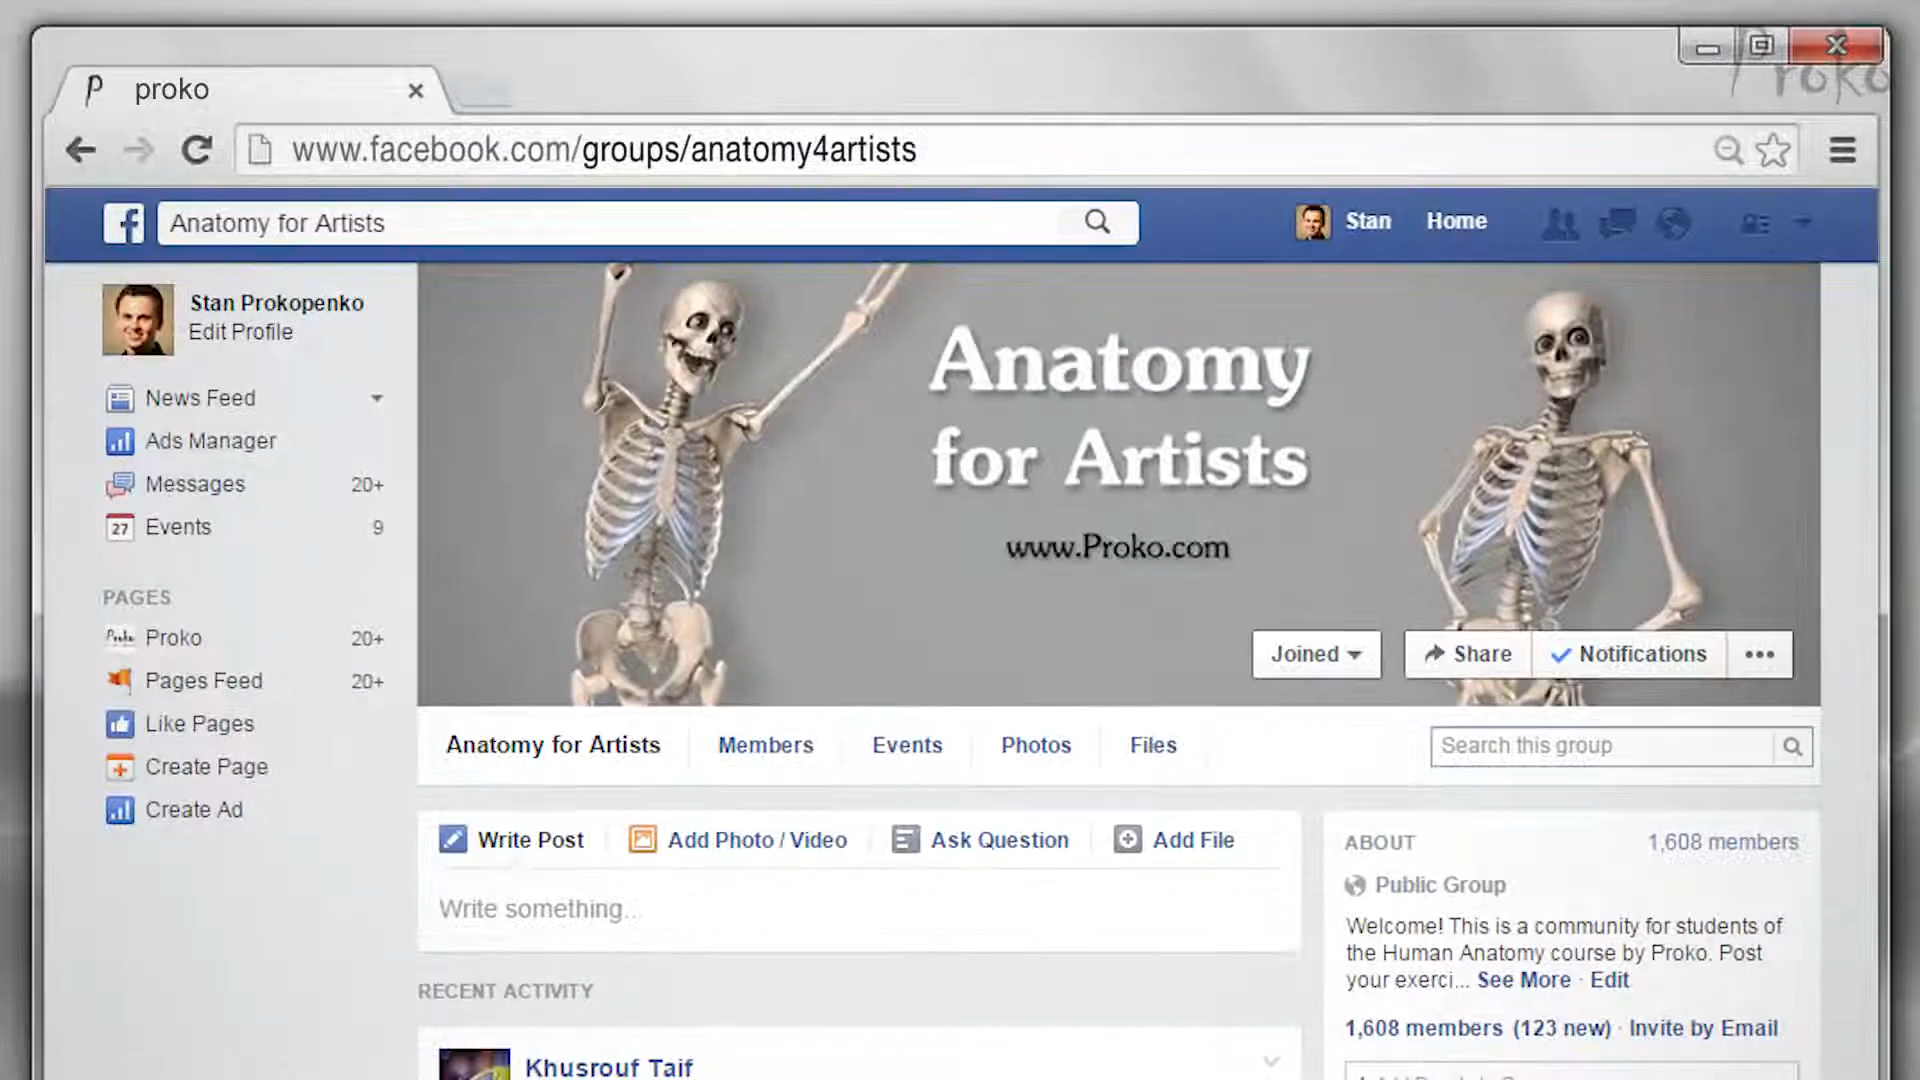 Proko
proko
www.facebook.com/groups/anatomy4artists
Anatomy for Artists
Stan
Home
Stan Prokopenko
Edit Profile
News Feed
Ads Manager
Messages 20+
27 Events 9
PAGES
Proko Proko 20+
Pages Feed 20+
Like Pages
Create Page
Create Ad
Anatomy
for Artists
www.Proko.com
Joined
Share
Notifications
Anatomy for Artists
Members
Events
Photos
Files
Search this group
Write Post
Add Photo / Video
Ask Question
Add File
Write something...
RECENT ACTIVITY
Khusrouf Taif
ABOUT
1,608 members
Public Group
Welcome! This is a community for students of
the Human Anatomy course by Proko. Post
your exerci... See More · Edit
1,608 members (123 new) · Invite by Email